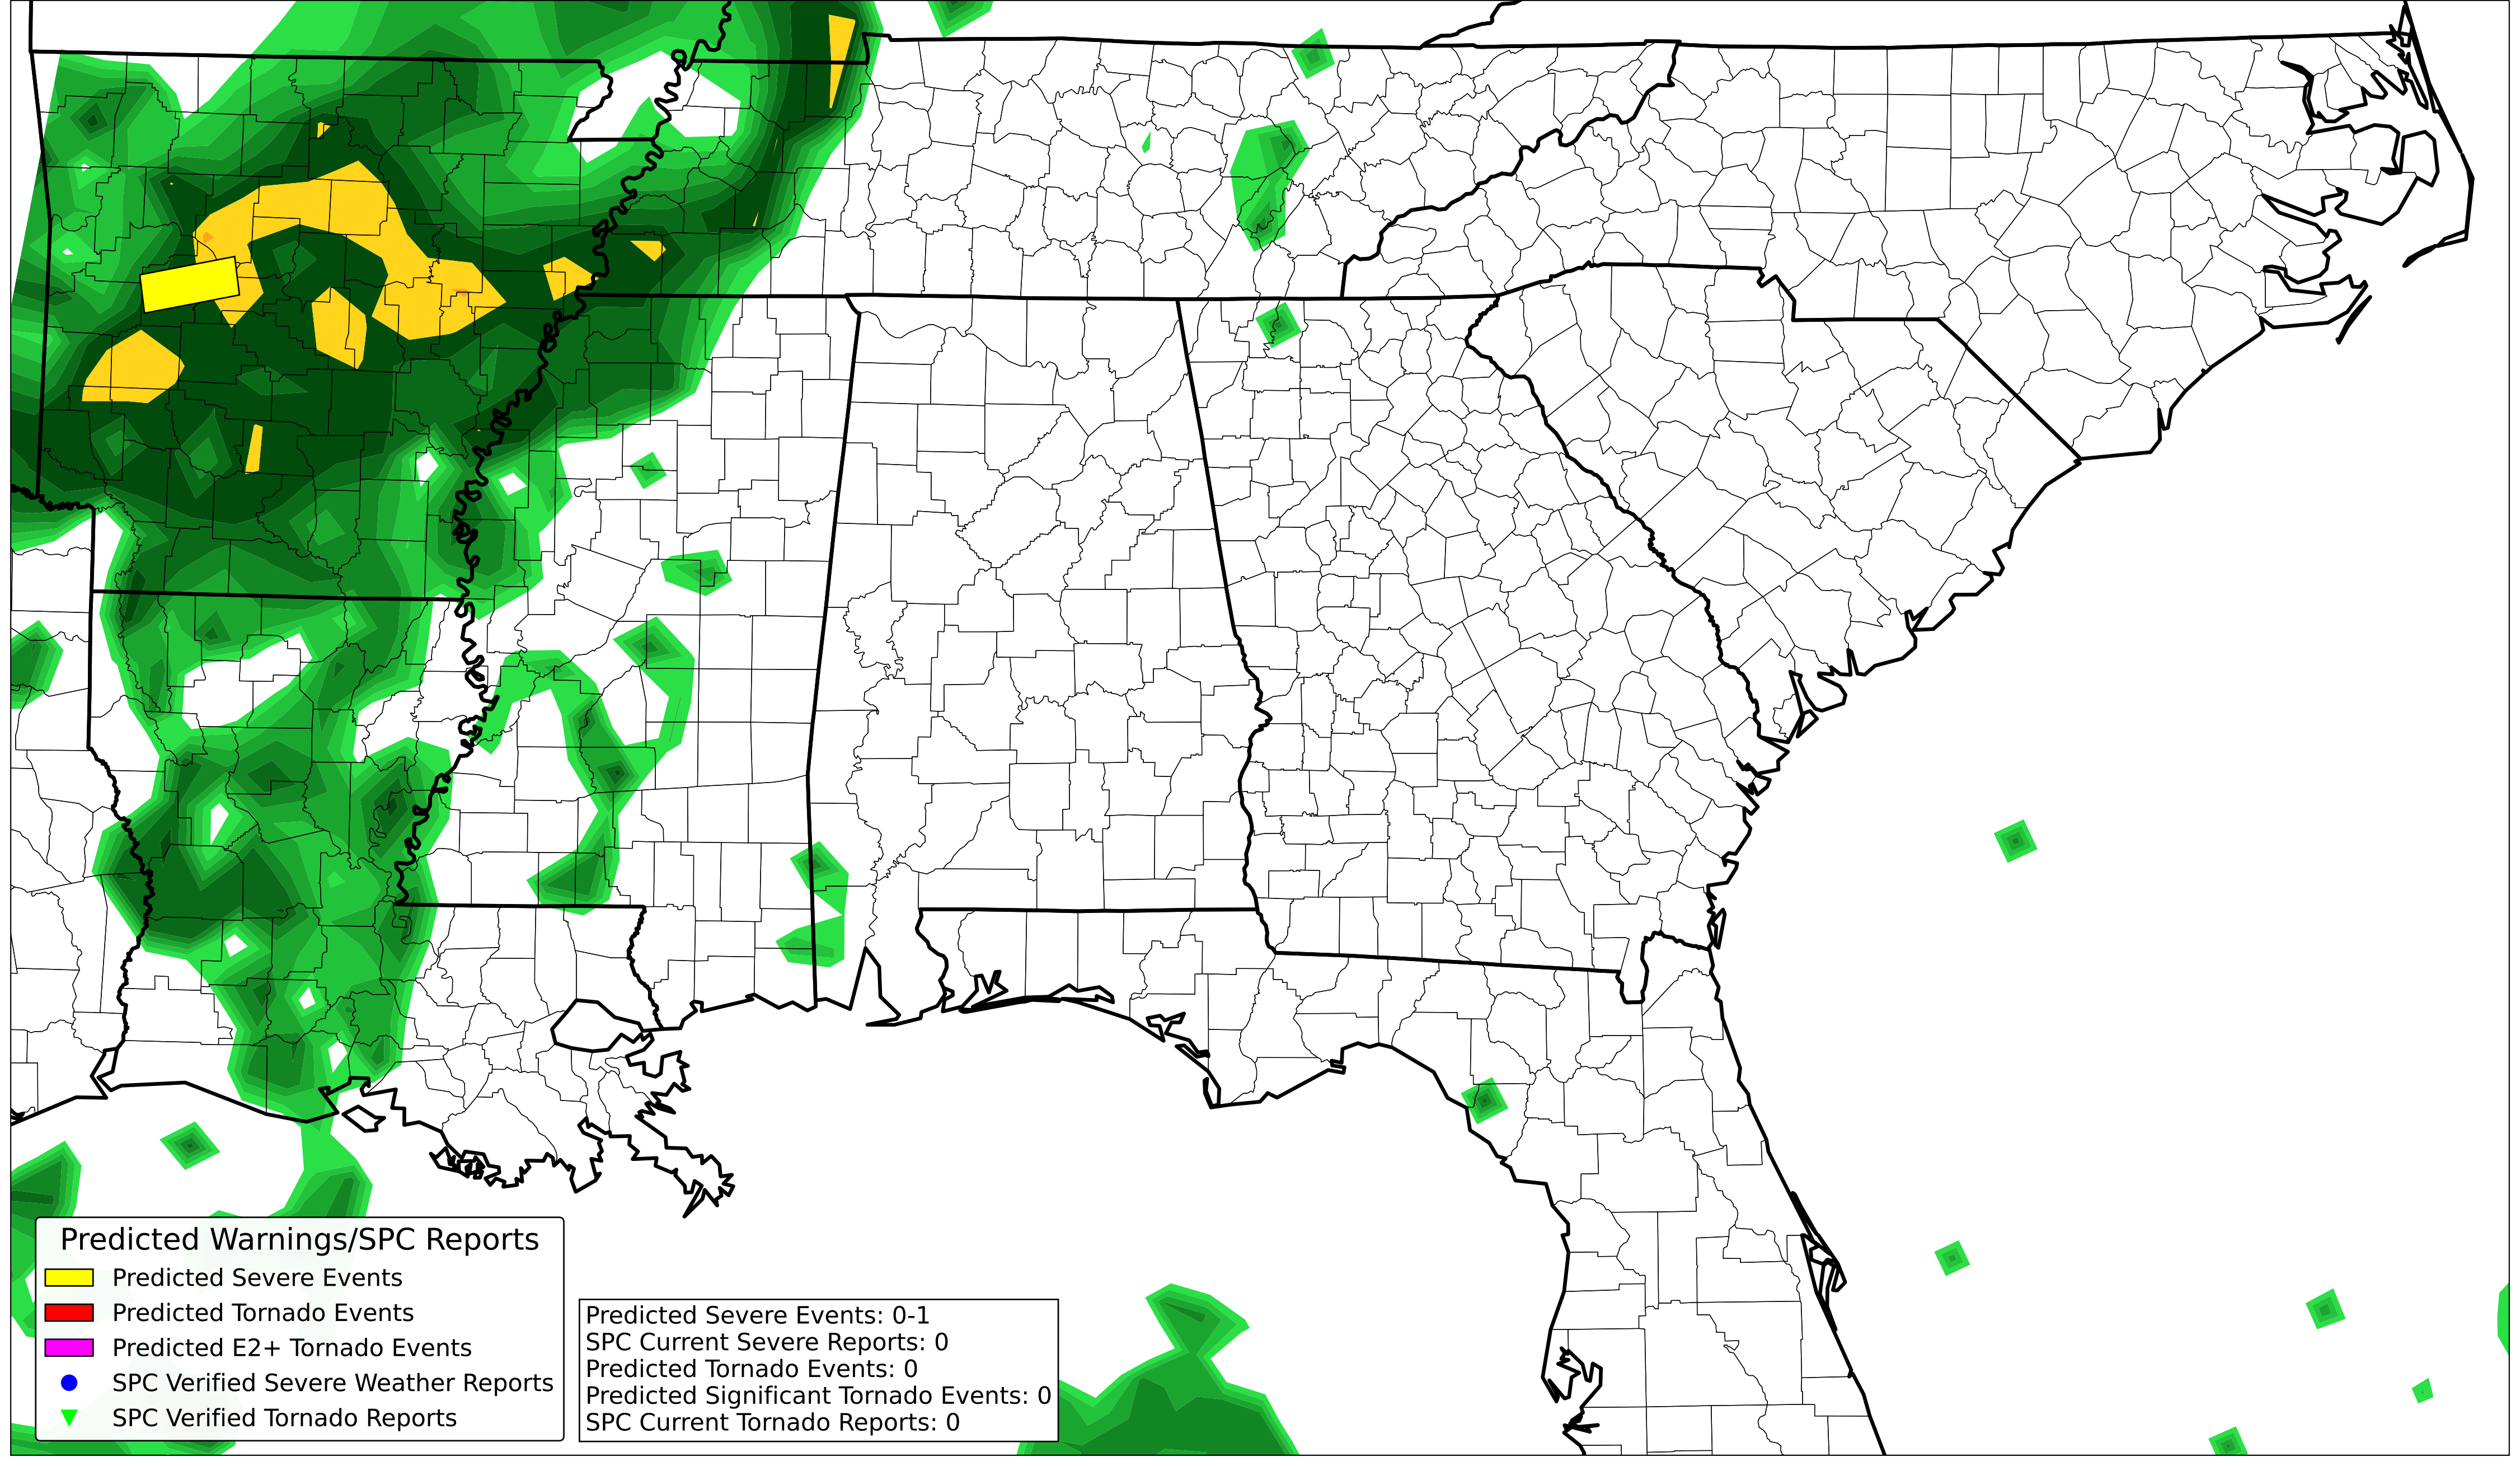 Predicted Warnings/SPC Reports
Predicted Severe Events
Predicted Tornado Events
Predicted E2+ Tornado Events
SPC Verified Severe Weather Reports
SPC Verified Tornado Reports
Predicted Severe Events: 0-1
SPC Current Severe Reports: 0
Predicted Tornado Events: 0
Predicted Significant Tornado Events: 0
SPC Current Tornado Reports: 0